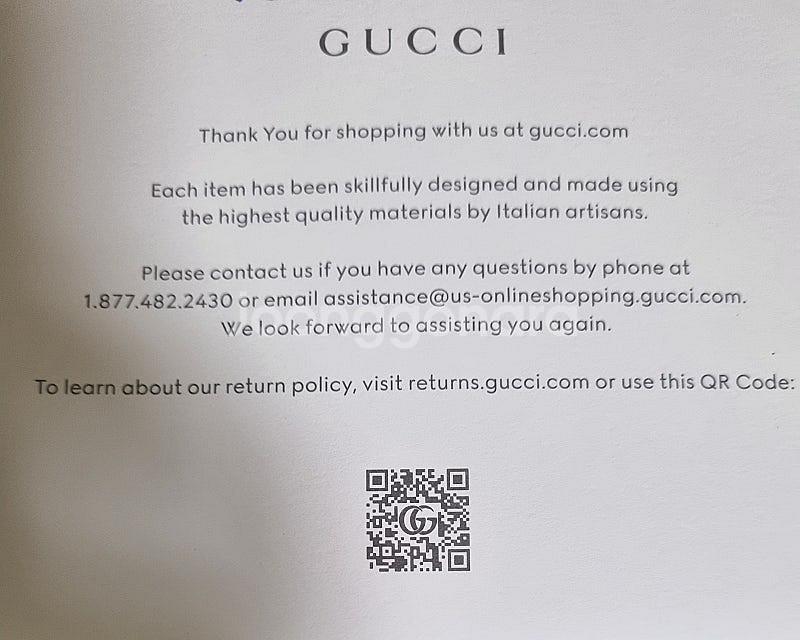 GUCCI
Thank You for shopping with us at gucci.com
Each item has been skillfully designed and made using
the highest quality materials by Italian artisans.
Please contact us if you have any questions by phone at
1.877.482.2430 or email assistance@us-onlineshopping.gucci.com.
We look forward to assisting you again.
To learn about our return policy, visit returns.gucci.com or use this QR Code: